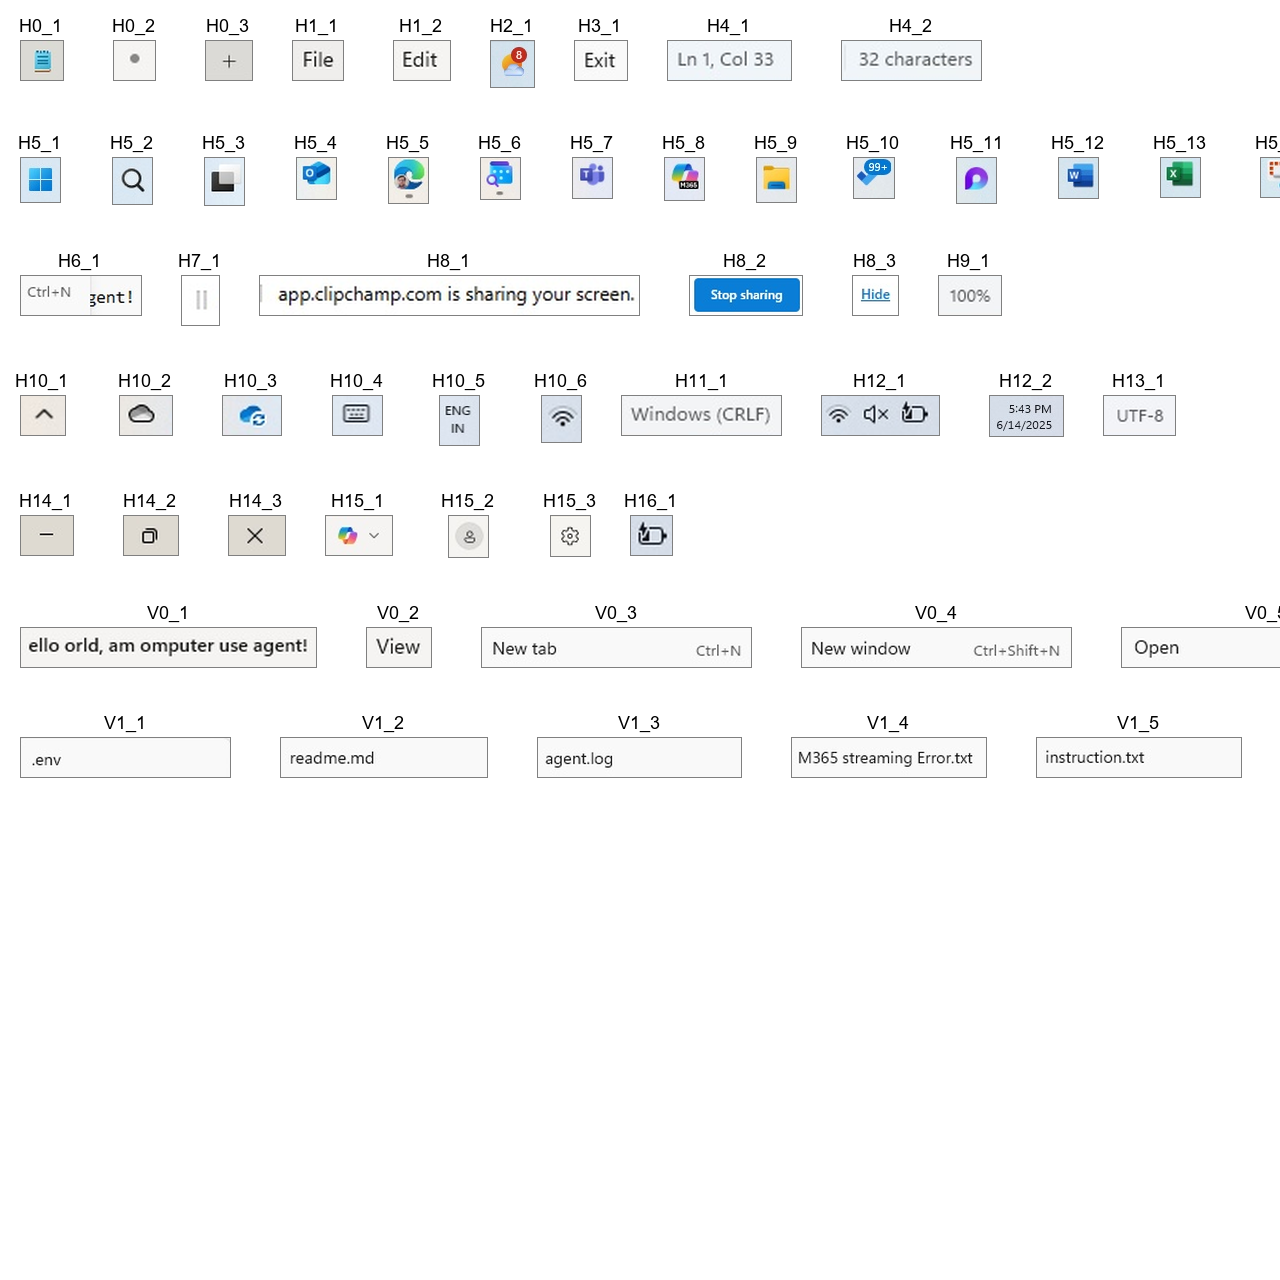 H0_1 H0_2 H0_3 H1_1 H1_2 H2_1 H3_1 H4_1 H4_2
File Edit 8 Exit Ln 1, Col 33 32 characters
H5_1 H5_2 H5_3 H5_4 H5_5 H5_6 H5_7 H5_8 H5_9 H5_10 H5_11 H5_12 H5_13 H5_
M365 99+ W X
H6_1 H7_1 H8_1 H8_2 H8_3 H9_1
Ctrl+N gent! app.clipchamp.com is sharing your screen. Stop sharing Hide 100%
H10_1 H10_2 H10_3 H10_4 H10_5 H10_6 H11_1 H12_1 H12_2 H13_1
ENG IN Windows (CRLF) 5:43 PM 6/14/2025 UTF-8
H14_1 H14_2 H14_3 H15_1 H15_2 H15_3 H16_1
V0_1 V0_2 V0_3 V0_4 V0_5
ello orld, am omputer use agent! View New tab Ctrl+N New window Ctrl+Shift+N Open
V1_1 V1_2 V1_3 V1_4 V1_5
.env readme.md agent.log M365 streaming Error.txt instruction.txt